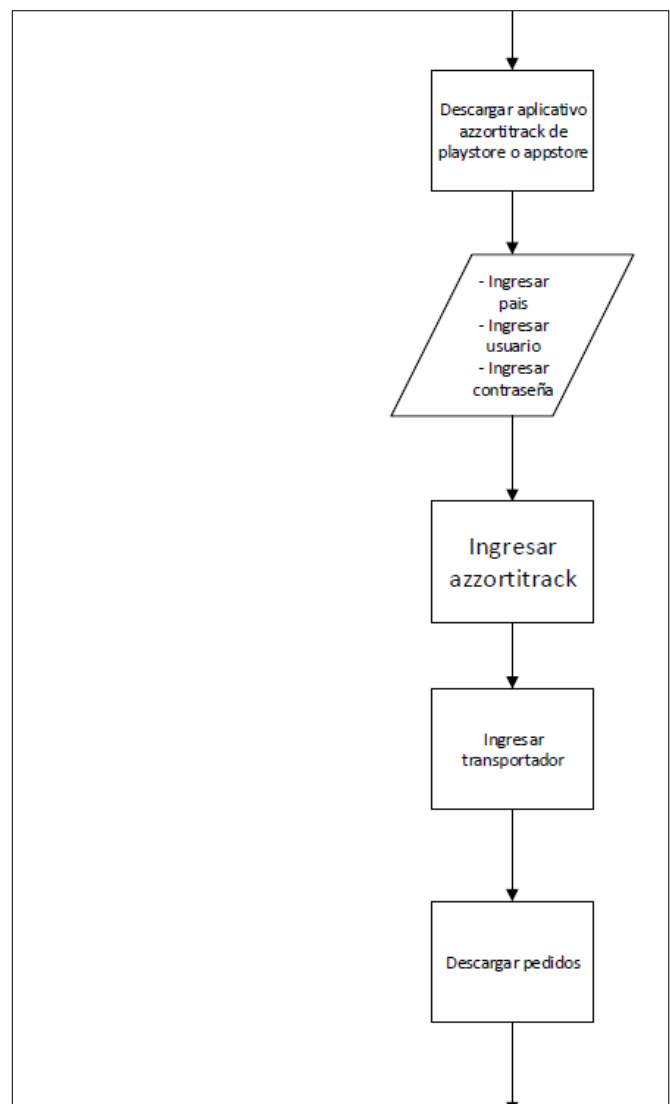 Descargar aplicativo
azzortitrack de
playstore o appstore
- Ingresar
pais
- Ingresar
usuario
- Ingresar
contraseña
Ingresar
azzortitrack
Ingresar
transportador
Descargar pedidos